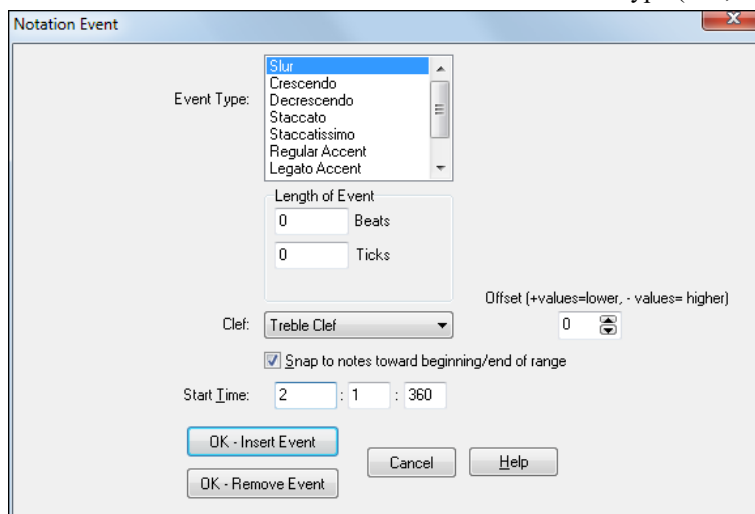 Notation Event
Event Type:
Slur
Crescendo
Decrescendo
Staccato
Staccatissimo
Regular Accent
Legato Accent
Length of Event
0 Beats
0 Ticks
Offset (+values=lower, - values= higher)
Clef: Treble Clef 0
Snap to notes toward beginning/end of range
Start Time: 2 : 1 : 360
OK - Insert Event
Cancel Help
OK - Remove Event